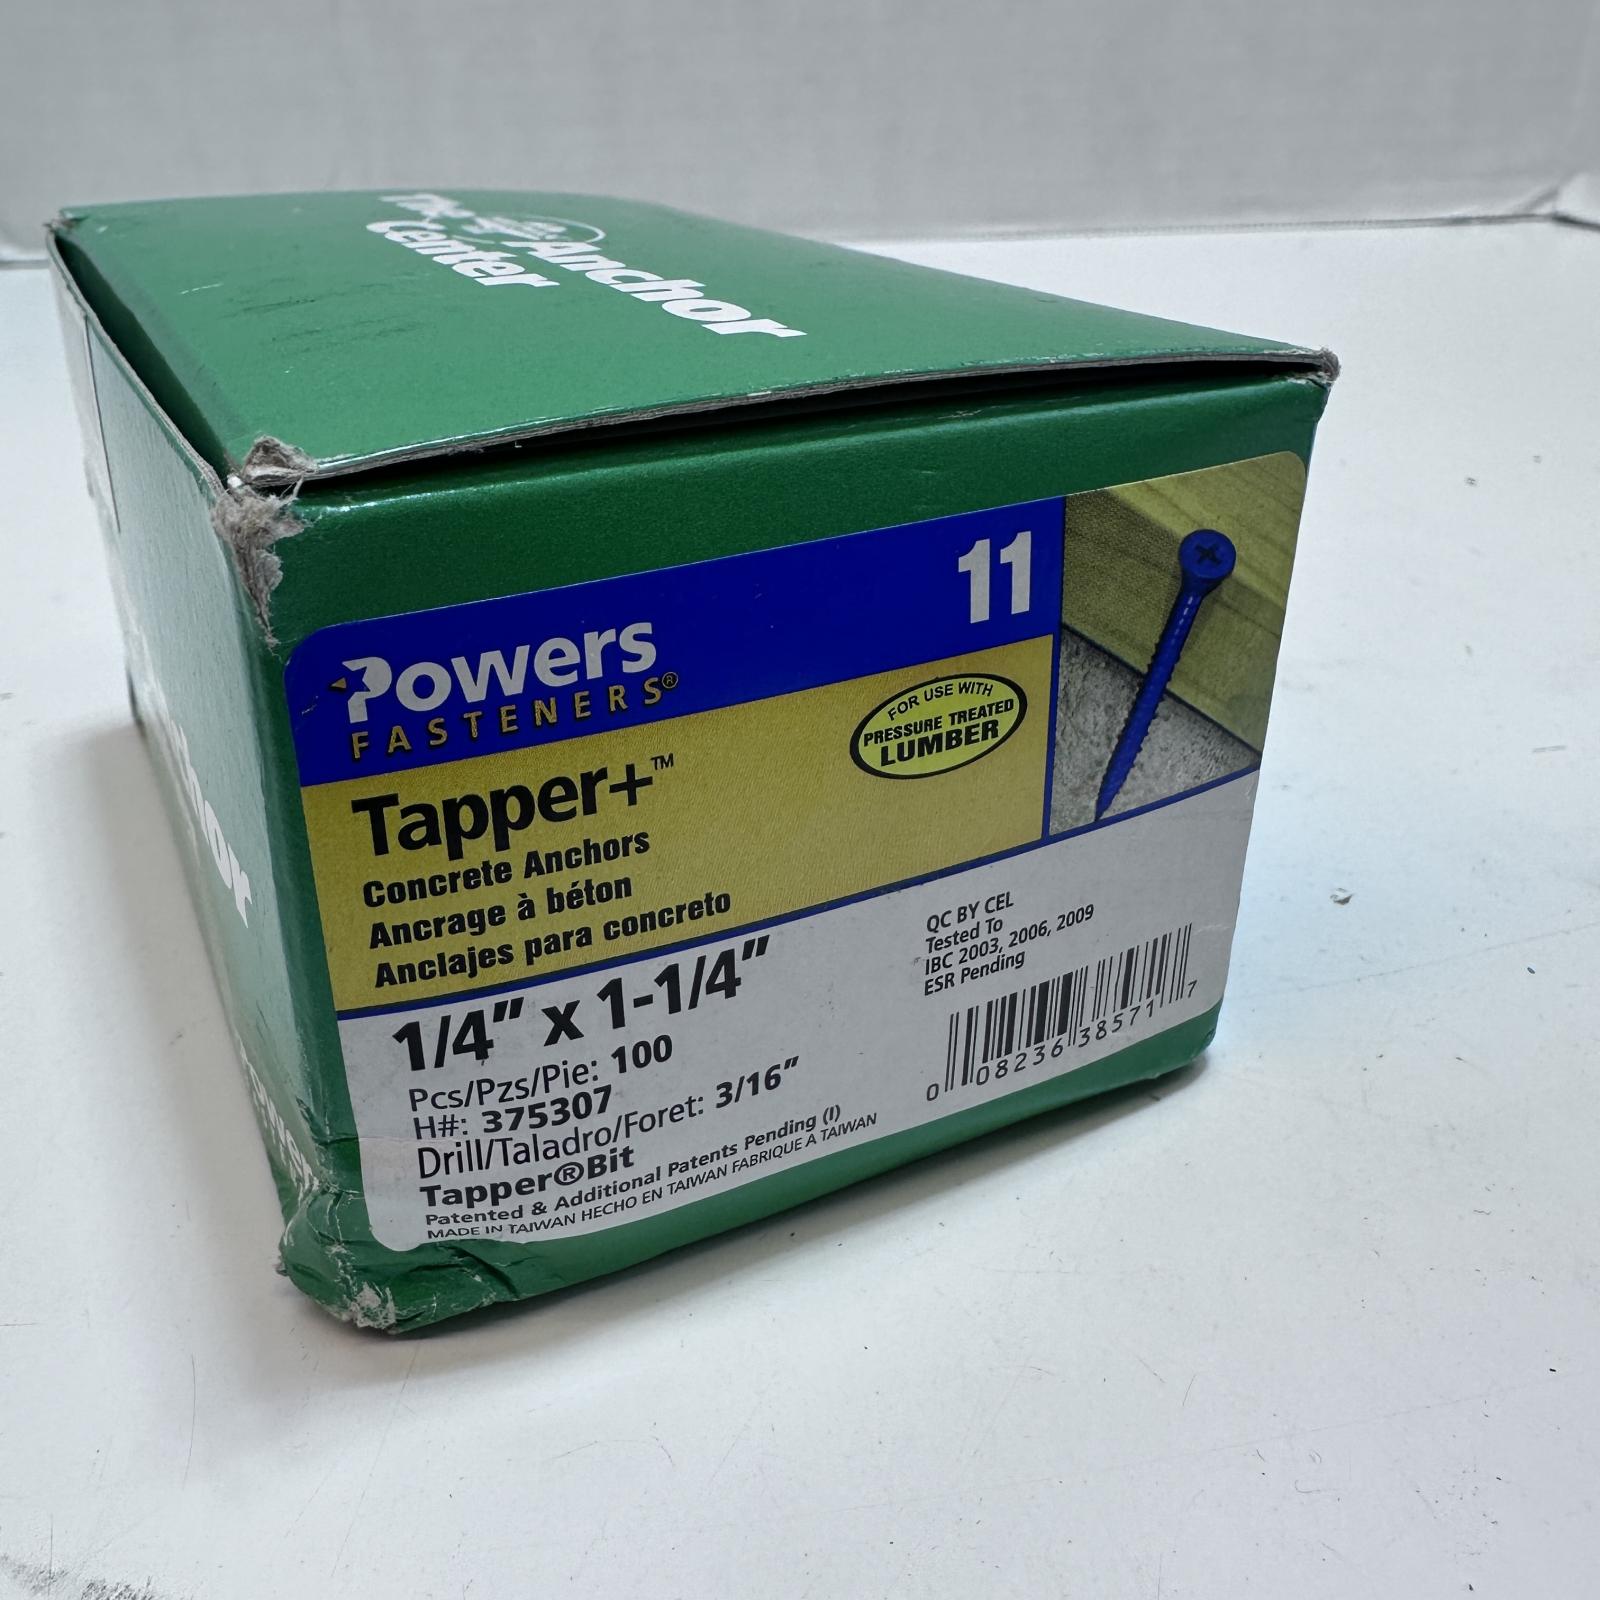 The Anchor
Center
11
Powers
FASTENERS®
FOR USE WITH
PRESSURE TREATED
LUMBER
Tapper+™
Concrete Anchors
Ancrage à béton
Anclajes para concreto
1/4" x 1-1/4"
Pcs/Pzs/Pie: 100
H#: 375307
Drill/Taladro/Foret: 3/16"
Tapper®Bit
Patented & Additional Patents Pending (I)
MADE IN TAIWAN HECHO EN TAIWAN FABRIQUE A TAIWAN
QC BY CEL
Tested To
IBC 2003, 2006, 2009
ESR Pending
0 08236 38571 7